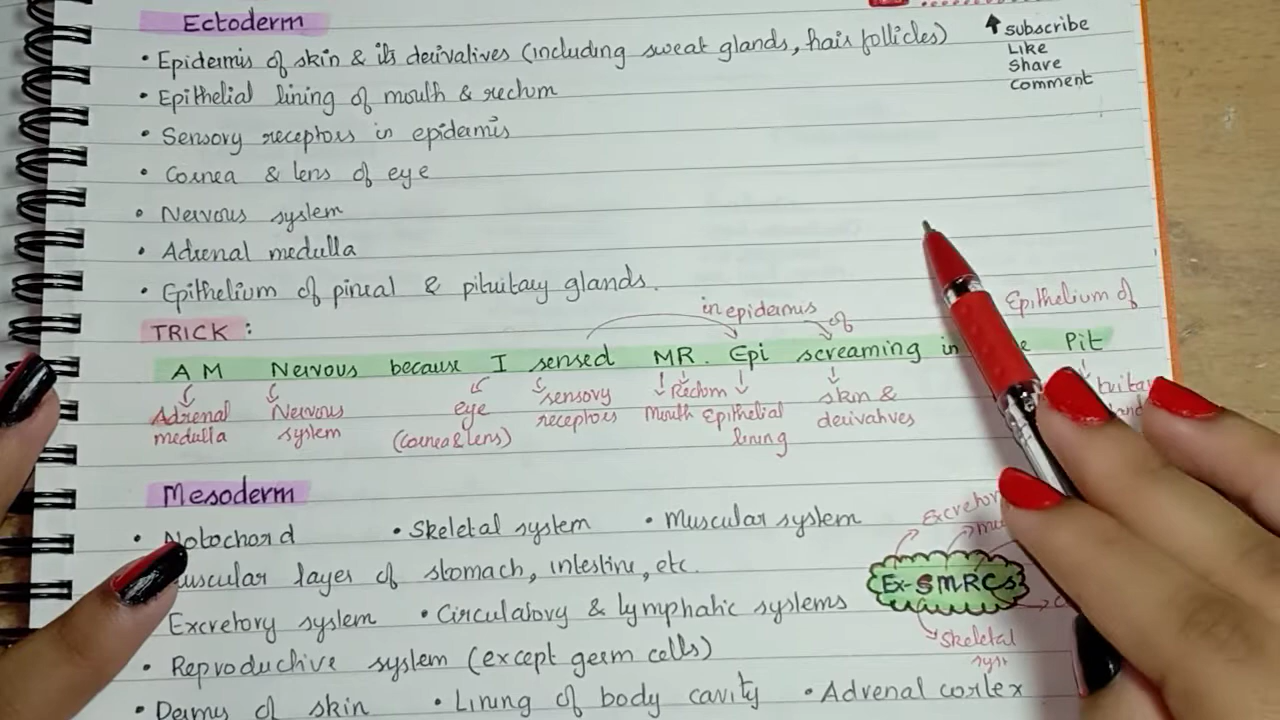 Ectoderm
• Epidermis of skin & its derivatives (including sweat glands, hair follicles)
• Epithelial lining of mouth & rectum
• Sensory receptors in epidermis
• Cornea & lens of eye
• Nervous system
• Adrenal medulla
• Epithelium of pineal & pituitary glands.
↑ subscribe
Like
Share
comment
TRICK :
in epidermis of
Epithelium of
AM Nervous because I sensed MR. Epi screaming in Pit
Adrenal medulla
Nervous system
eye (cornea & lens)
sensory receptors
Mouth
Rectum
Epithelial lining
skin & derivatives
Mesoderm
• Notochord • Skeletal system • Muscular system
layer of stomach, intestine, etc.
Excretory system • Circulatory & lymphatic systems
• Reproductive system (except germ cells)
• Dermis of skin • Lining of body cavity • Adrenal cortex
Ex-SMRCs
Skeletal